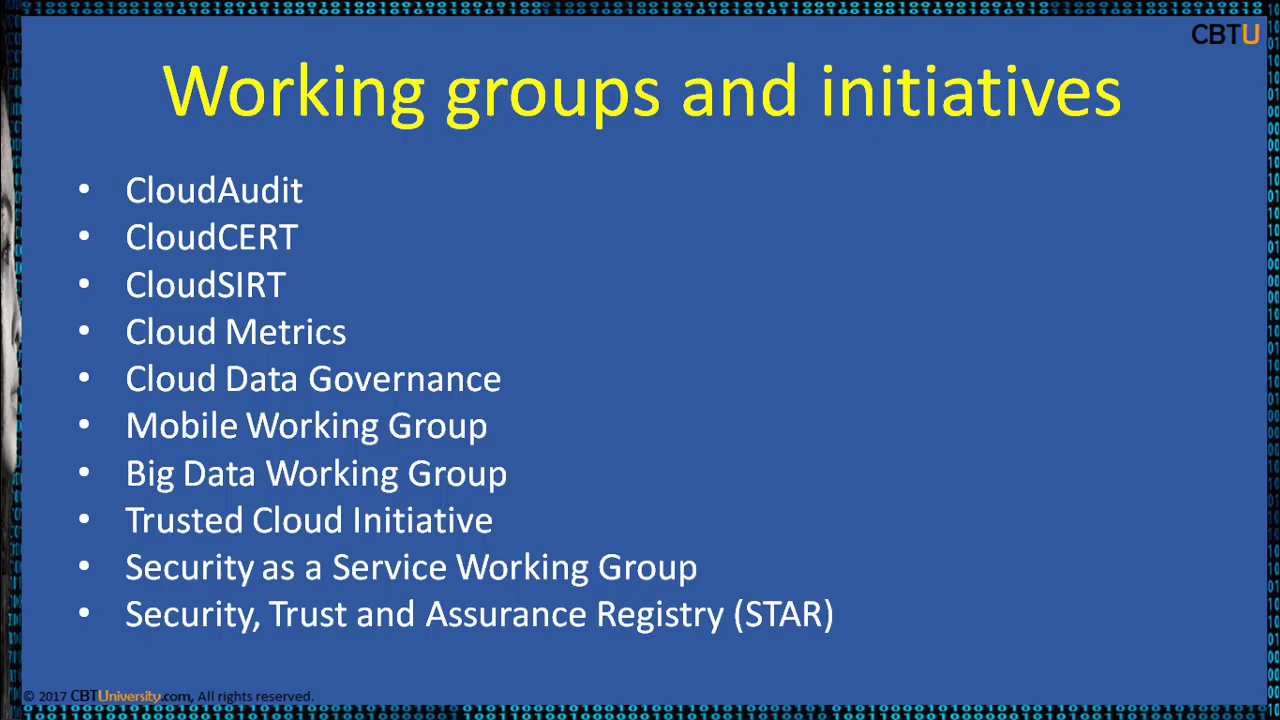 CBTU
Working groups and initiatives
• CloudAudit
• CloudCERT
• CloudSIRT
• Cloud Metrics
• Cloud Data Governance
• Mobile Working Group
• Big Data Working Group
• Trusted Cloud Initiative
• Security as a Service Working Group
• Security, Trust and Assurance Registry (STAR)
© 2017 CBTUniversity.com, All rights reserved.